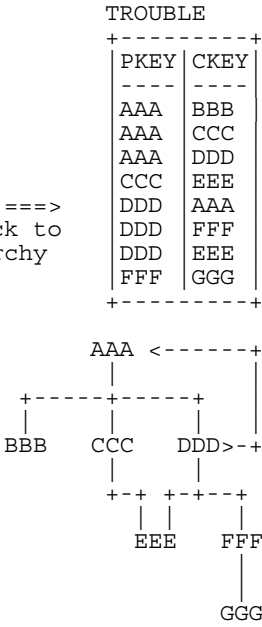 TROUBLE
+---------+
|PKEY|CKEY|
|----|----|
|AAA |BBB |
|AAA |CCC |
|AAA |DDD |
|CCC |EEE |
===> |DDD |AAA |
ck to |DDD |FFF |
rchy |DDD |EEE |
|FFF |GGG |
+---------+
AAA <------+
|          |
+-----+------+     |
|     |      |     |
BBB CCC DDD>-+
|      |
+-+ +-+--+
| |    |
EEE FFF
|
GGG